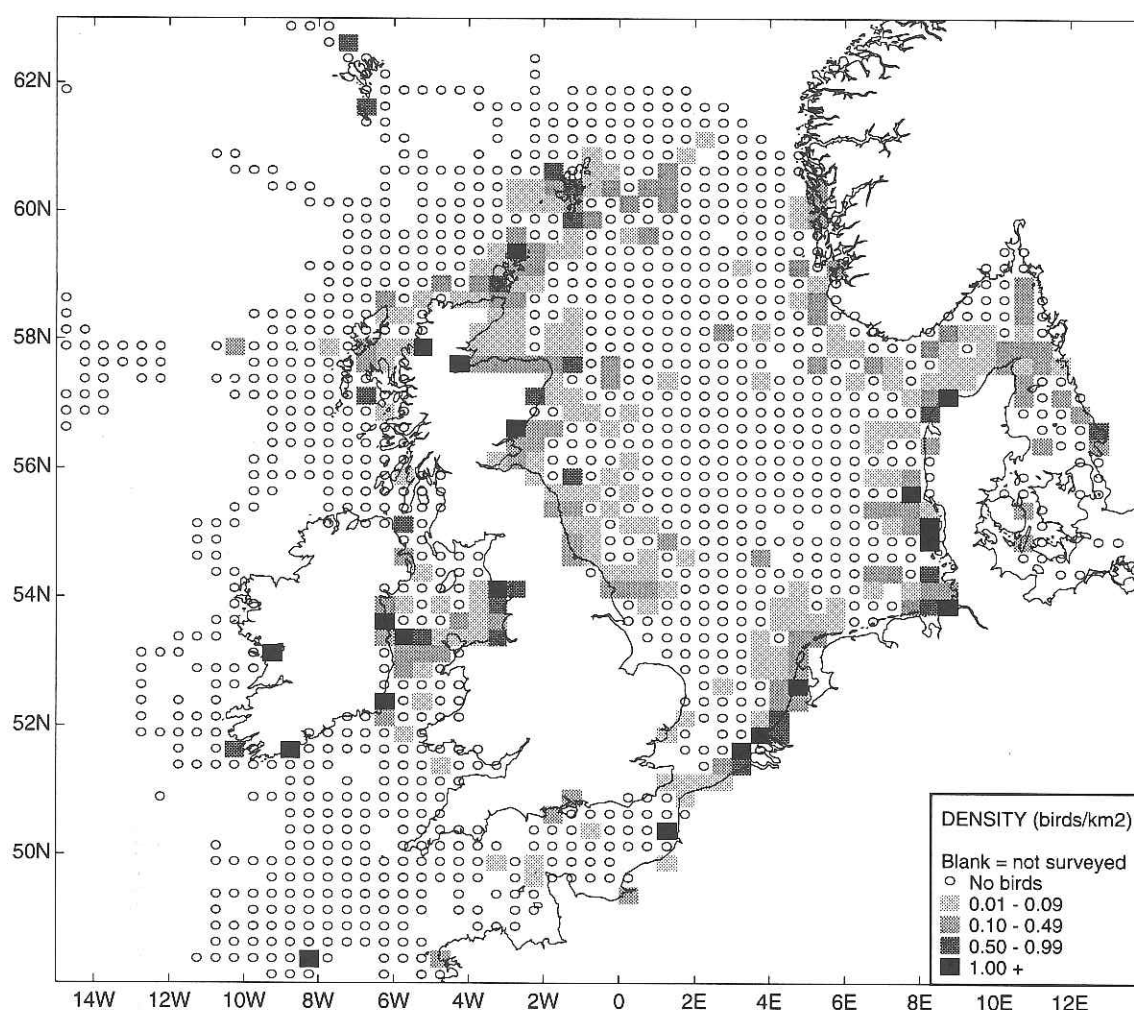 62N
60N
58N
56N
54N
52N
50N
DENSITY (birds/km2)
Blank = not surveyed
No birds
0.01 - 0.09
0.10 - 0.49
0.50 - 0.99
1.00 +
14W 12W 10W 8W 6W 4W 2W 0 2E 4E 6E 8E 10E 12E